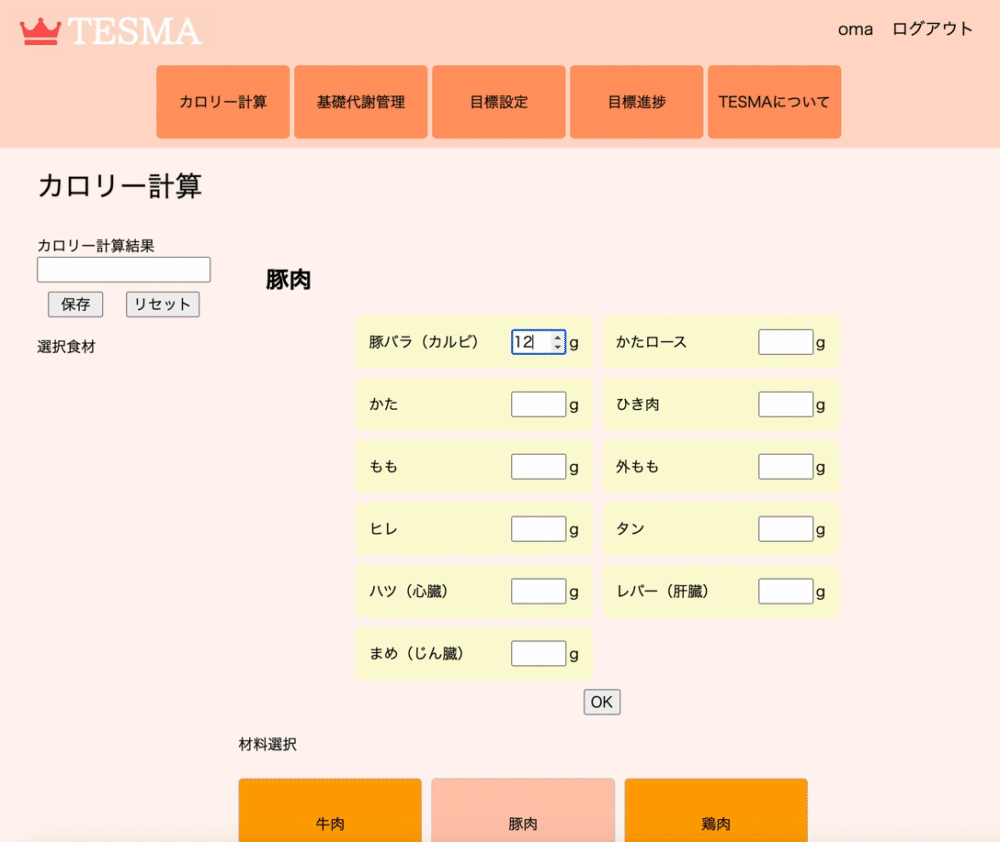 TESMA
oma ログアウト
カロリー計算 基礎代謝管理 目標設定 目標進捗 TESMAについて
カロリー計算
カロリー計算結果
保存 リセット
選択食材
豚肉
豚バラ（カルビ） 12 g かたロース g
かた g ひき肉 g
もも g 外もも g
ヒレ g タン g
ハツ（心臓） g レバー（肝臓） g
まめ（じん臓） g
OK
材料選択
牛肉 豚肉 鶏肉